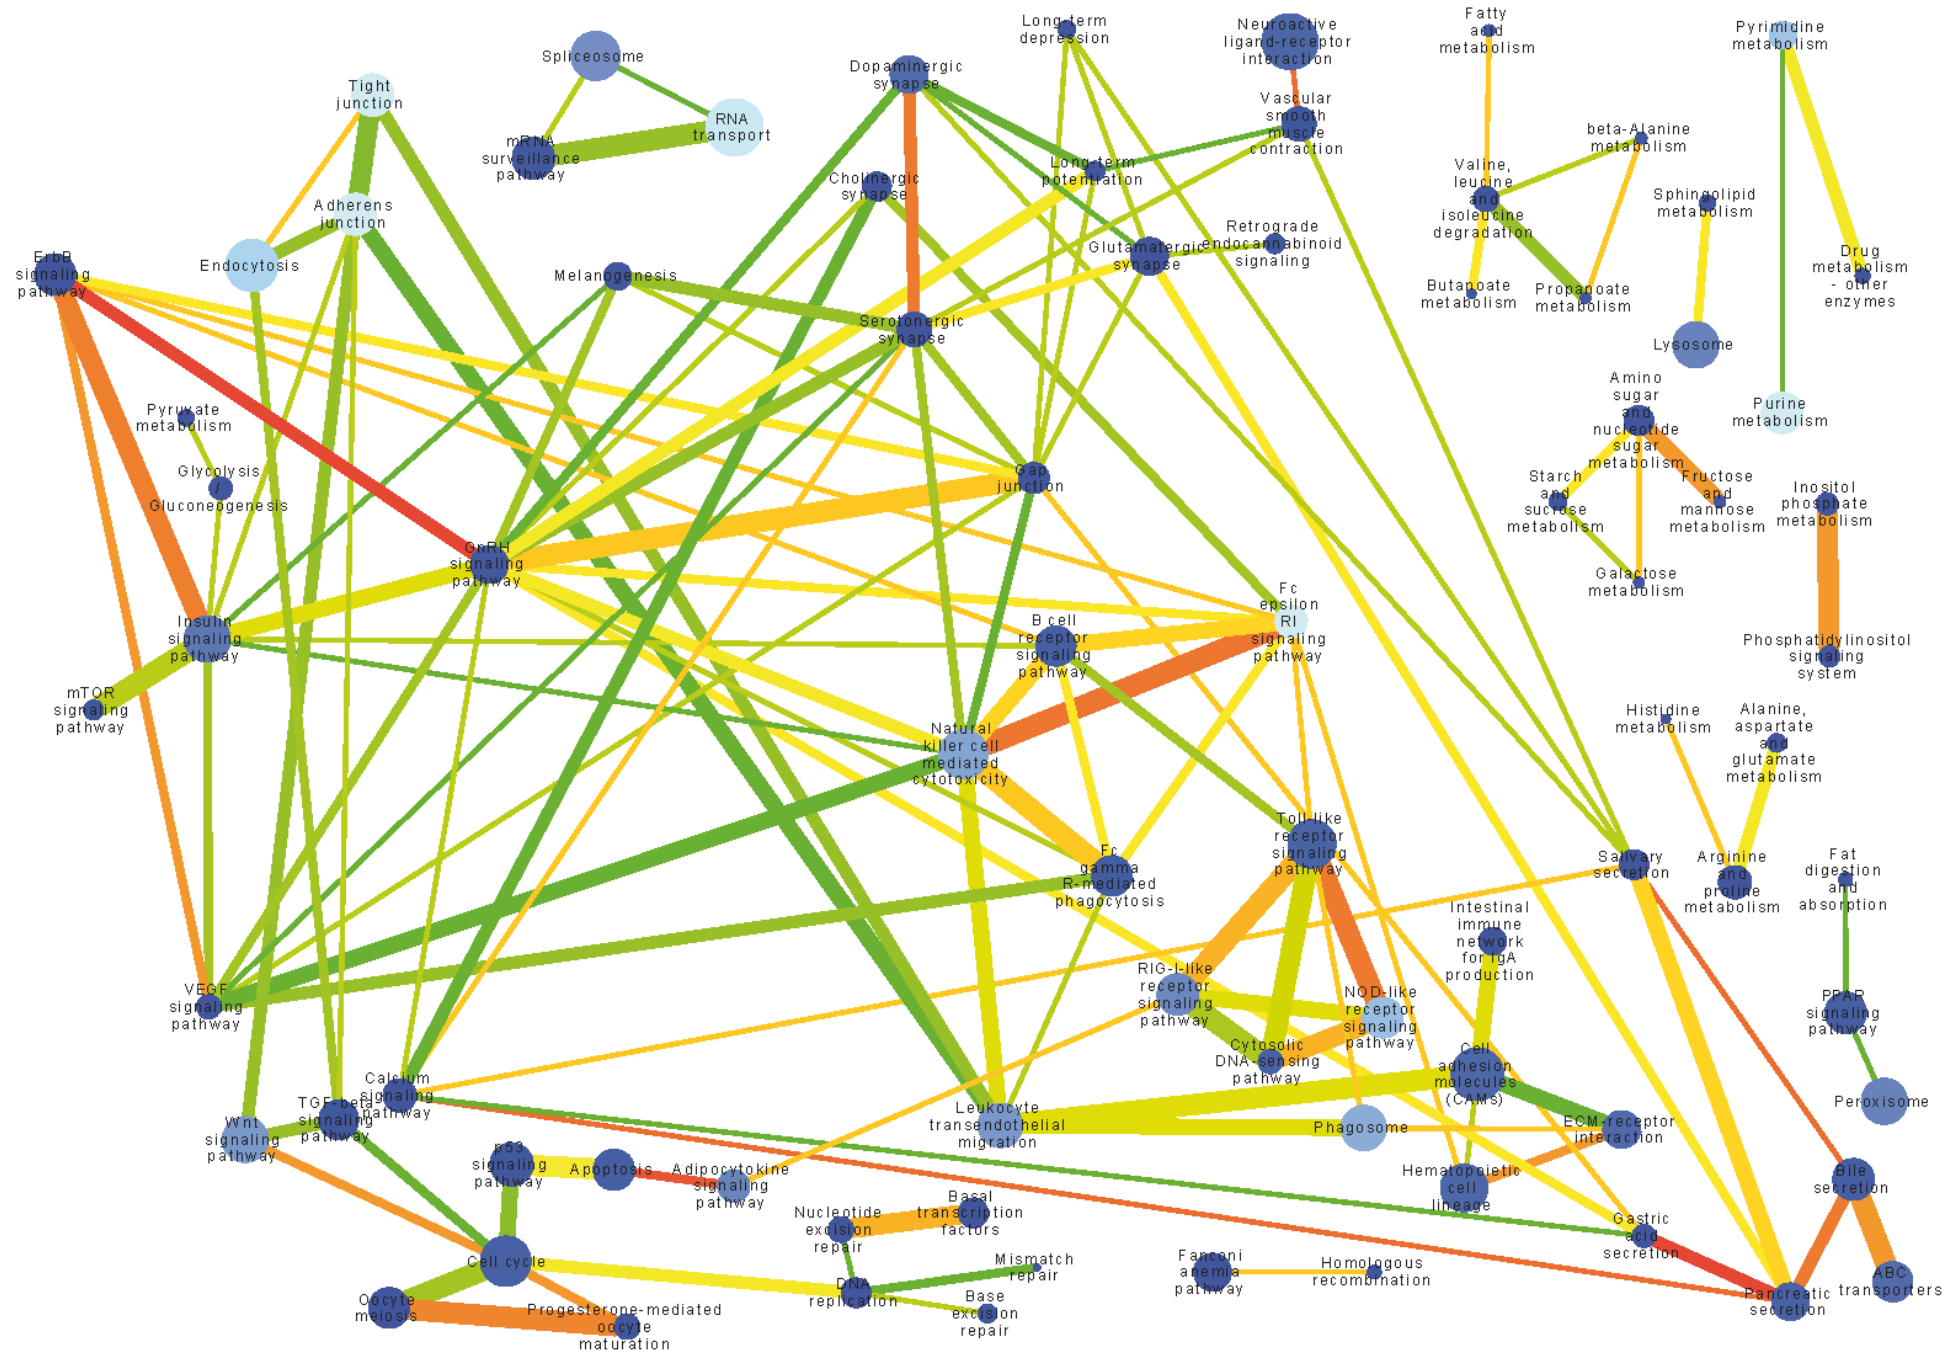 Long-term
depression
Neuroactive
ligand-receptor
interaction
Fatty
acid
metabolism
Pyrimidine
metabolism
Spliceosome
Dopaminergic
synapse
Tight
junction
RNA
transport
mRNA
surveillance
pathway
Vascular
smooth
muscle
contraction
beta-Alanine
metabolism
Long-term
potentiation
Cholinergic
synapse
Valine,
leucine
and
isoleucine
degradation
Sphingolipid
metabolism
Adherens
junction
Retrograde
endocannabinoid
signaling
Glutamatergic
synapse
Drug
metabolism
- other
enzymes
ErbB
signaling
pathway
Endocytosis
Melanogenesis
Butanoate
metabolism
Propanoate
metabolism
Serotonergic
synapse
Lysosome
Amino
sugar
and
nucleotide
sugar
metabolism
Purine
metabolism
Pyruvate
metabolism
Glycolysis
/
Gluconeogenesis
Gap
junction
Starch
and
sucrose
metabolism
Fructose
and
mannose
metabolism
Inositol
phosphate
metabolism
GnRH
signaling
pathway
Galactose
metabolism
Fc
epsilon
RI
signaling
pathway
Insulin
signaling
pathway
B cell
receptor
signaling
pathway
Phosphatidylinositol
signaling
system
mTOR
signaling
pathway
Natural
killer cell
mediated
cytotoxicity
Histidine
metabolism
Alanine,
aspartate
and
glutamate
metabolism
Toll-like
receptor
signaling
pathway
Fc
gamma
R-mediated
phagocytosis
Salivary
secretion
Arginine
and
proline
metabolism
Fat
digestion
and
absorption
Intestinal
immune
network
for IgA
production
RIG-I-like
receptor
signaling
pathway
NOD-like
receptor
signaling
pathway
VEGF
signaling
pathway
PPAR
signaling
pathway
Cytosolic
DNA-sensing
pathway
Cell
adhesion
molecules
(CAMs)
Calcium
signaling
pathway
TGF-beta
signaling
pathway
Wnt
signaling
pathway
Leukocyte
transendothelial
migration
Phagosome
ECM-receptor
interaction
Peroxisome
p53
signaling
pathway
Apoptosis
Adipocytokine
signaling
pathway
Hematopoietic
cell
lineage
Bile
secretion
Nucleotide
excision
repair
Basal
transcription
factors
Gastric
acid
secretion
Cell cycle
Mismatch
repair
Fanconi
anemia
pathway
Homologous
recombination
DNA
replication
Base
excision
repair
Oocyte
meiosis
Progesterone-mediated
oocyte
maturation
Pancreatic
secretion
ABC
transporters